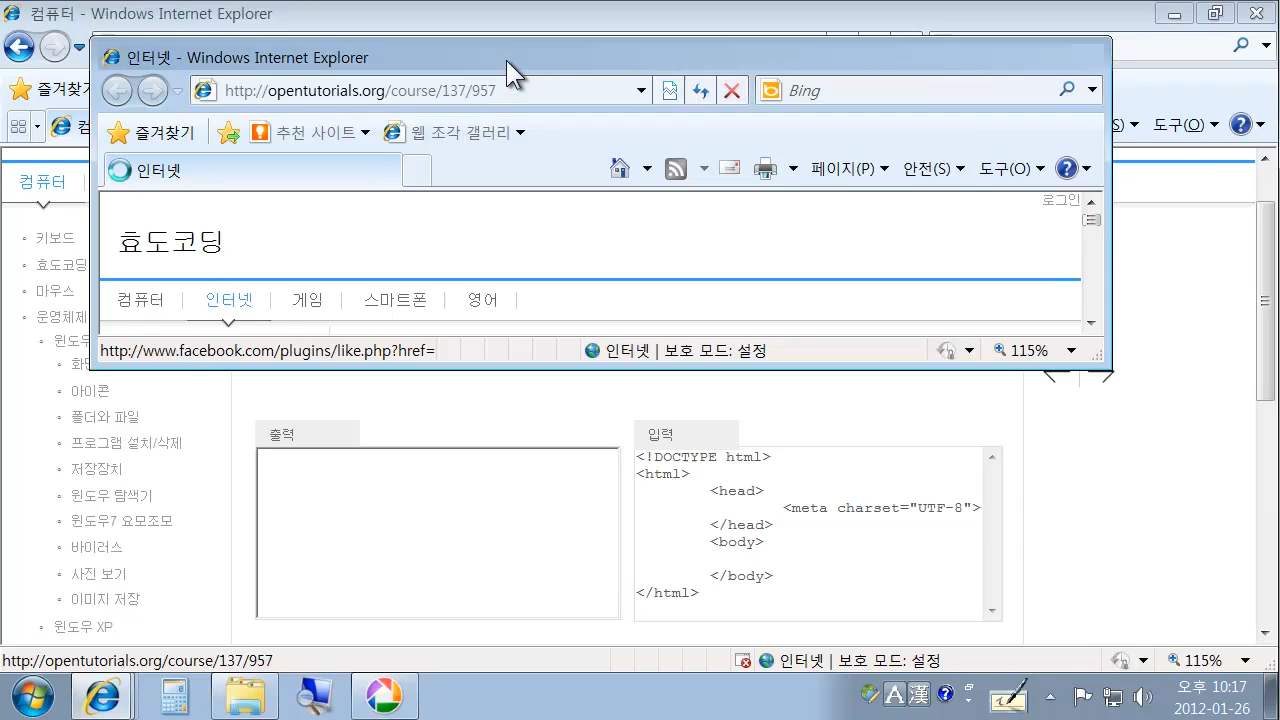 컴퓨터 - Windows Internet Explorer
인터넷 - Windows Internet Explorer
http://opentutorials.org/course/137/957
Bing
즐겨찾기
즐겨찾기
추천 사이트
웹 조각 갤러리
도구(O)
인터넷
페이지(P)
안전(S)
도구(O)
로그인
효도코딩
컴퓨터
인터넷
게임
스마트폰
영어
http://www.facebook.com/plugins/like.php?href=
인터넷 | 보호 모드: 설정
115%
컴퓨터
키보드
효도코딩
마우스
운영체제
아이콘
폴더와 파일
프로그램 설치/삭제
저장장치
윈도우 탐색기
윈도우7 요모조모
바이러스
사진 보기
이미지 저장
윈도우 XP
출력
입력
<!DOCTYPE html>
<html>
<head>
<meta charset="UTF-8">
</head>
<body>
</body>
</html>
http://opentutorials.org/course/137/957
인터넷 | 보호 모드: 설정
115%
A 漢
오후 10:17
2012-01-26